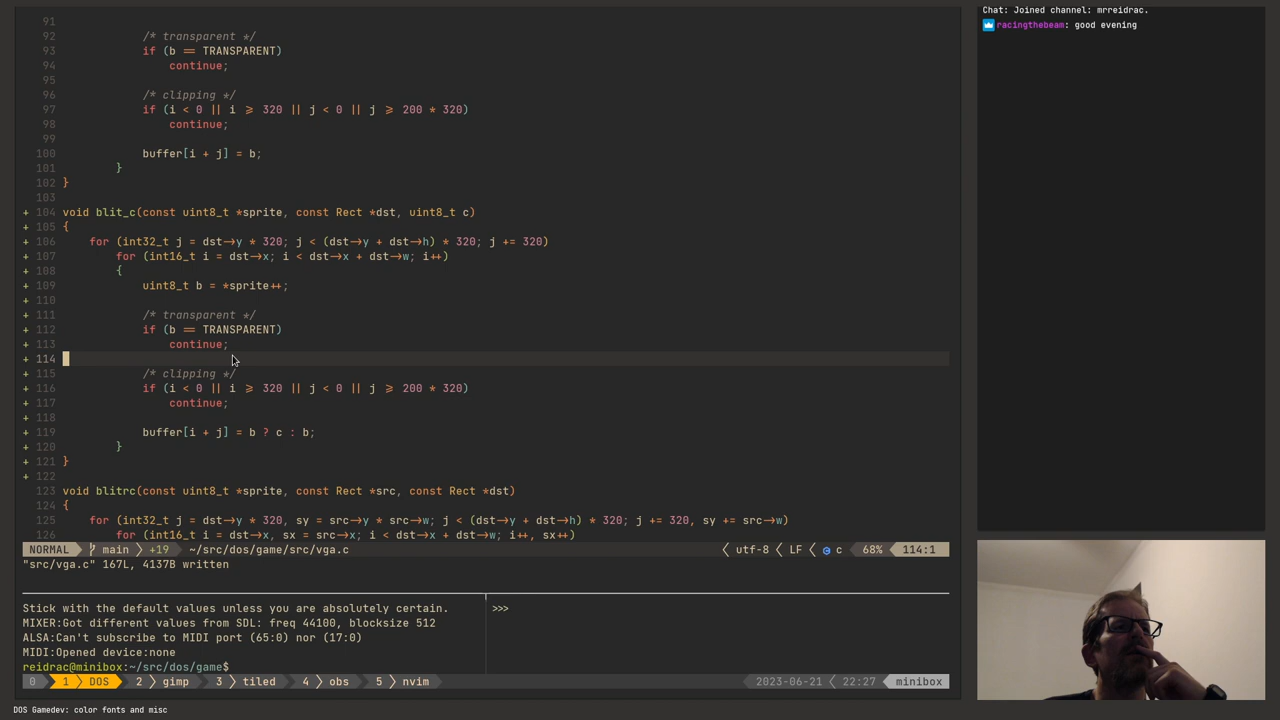 91
92 /* transparent */
93 if (b == TRANSPARENT)
94 continue;
95
96 /* clipping */
97 if (i < 0 || i >= 320 || j < 0 || j >= 200 * 320)
98 continue;
99
100 buffer[i + j] = b;
101 }
102 }
103
+ 104 void blit_c(const uint8_t *sprite, const Rect *dst, uint8_t c)
+ 105 {
+ 106 for (int32_t j = dst->y * 320; j < (dst->y + dst->h) * 320; j += 320)
+ 107 for (int16_t i = dst->x; i < dst->x + dst->w; i++)
+ 108 {
+ 109 uint8_t b = *sprite++;
+ 110
+ 111 /* transparent */
+ 112 if (b == TRANSPARENT)
+ 113 continue;
+ 114
+ 115 /* clipping */
+ 116 if (i < 0 || i >= 320 || j < 0 || j >= 200 * 320)
+ 117 continue;
+ 118
+ 119 buffer[i + j] = b ? c : b;
+ 120 }
+ 121 }
+ 122
123 void blitrc(const uint8_t *sprite, const Rect *src, const Rect *dst)
124 {
125 for (int32_t j = dst->y * 320, sy = src->y * src->w; j < (dst->y + dst->h) * 320; j += 320, sy += src->w)
126 for (int16_t i = dst->x, sx = src->x; i < dst->x + dst->w; i++, sx++)
NORMAL main +19 ~/src/dos/game/src/vga.c utf-8 LF c 68% 114:1
"src/vga.c" 167L, 4137B written
Stick with the default values unless you are absolutely certain.
MIXER:Got different values from SDL: freq 44100, blocksize 512
ALSA:Can't subscribe to MIDI port (65:0) nor (17:0)
MIDI:Opened device:none
reidrac@minibox:~/src/dos/game$
>>>
0 1 DOS 2 gimp 3 tiled 4 obs 5 nvim 2023-06-21 22:27 minibox
DOS Gamedev: color fonts and misc
Chat: Joined channel: mrreidrac.
racingthebeam: good evening